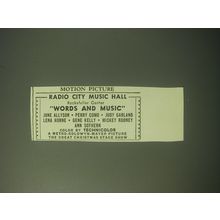 MOTION PICTURE
RADIO CITY MUSIC HALL
Rockefeller Center
"WORDS AND MUSIC"
JUNE ALLYSON • PERRY COMO • JUDY GARLAND
LENA HORNE • GENE KELLY • MICKEY ROONEY
ANN SOTHERN
COLOR BY TECHNICOLOR
A METRO-GOLDWYN-MAYER PICTURE
THE GREAT CHRISTMAS STAGE SHOW